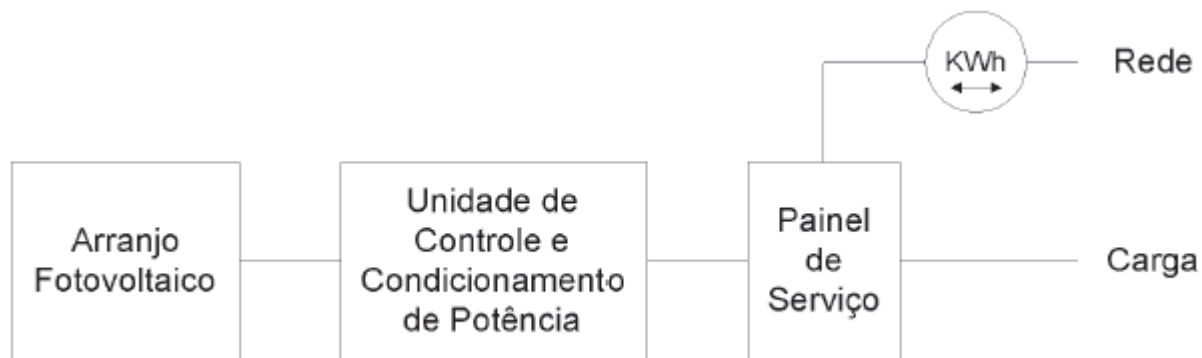 KWh
Rede
Arranjo
Fotovoltaico
Unidade de
Controle e
Condicionamento
de Potência
Painel
de
Serviço
Carga